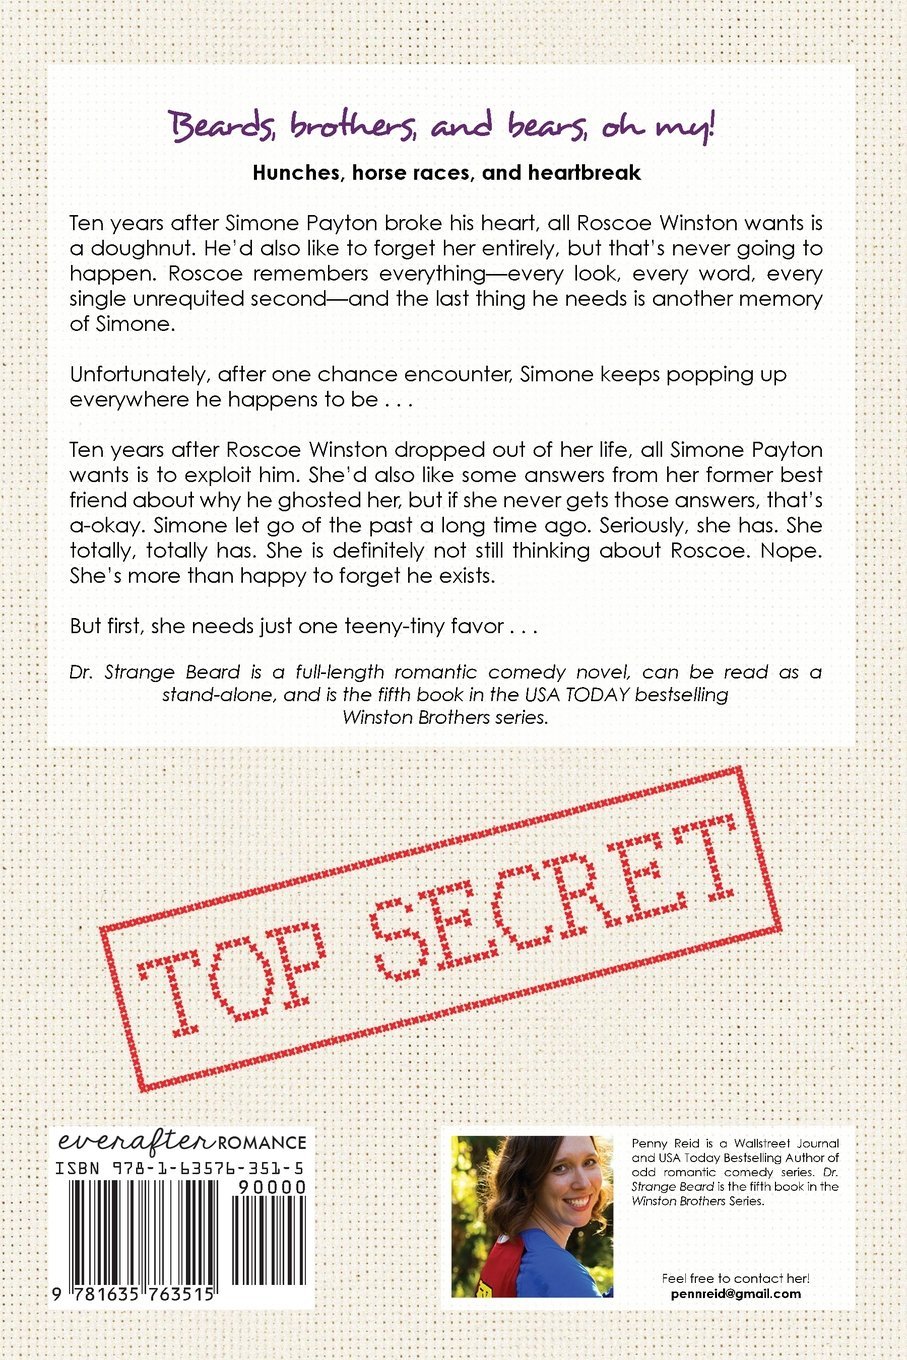 Beards, brothers, and bears, oh my!
Hunches, horse races, and heartbreak
Ten years after Simone Payton broke his heart, all Roscoe Winston wants is
a doughnut. He’d also like to forget her entirely, but that’s never going to
happen. Roscoe remembers everything—every look, every word, every
single unrequited second—and the last thing he needs is another memory
of Simone.
Unfortunately, after one chance encounter, Simone keeps popping up
everywhere he happens to be . . .
Ten years after Roscoe Winston dropped out of her life, all Simone Payton
wants is to exploit him. She’d also like some answers from her former best
friend about why he ghosted her, but if she never gets those answers, that’s
a-okay. Simone let go of the past a long time ago. Seriously, she has. She
totally, totally has. She is definitely not still thinking about Roscoe. Nope.
She’s more than happy to forget he exists.
But first, she needs just one teeny-tiny favor . . .
Dr. Strange Beard is a full-length romantic comedy novel, can be read as a
stand-alone, and is the fifth book in the USA TODAY bestselling
Winston Brothers series.
TOP SECRET
everafter ROMANCE
ISBN 978-1-63576-351-5
90000
9 781635 763515
Penny Reid is a Wallstreet Journal
and USA Today Bestselling Author of
odd romantic comedy series. Dr.
Strange Beard is the fifth book in the
Winston Brothers Series.
Feel free to contact her!
pennreid@gmail.com